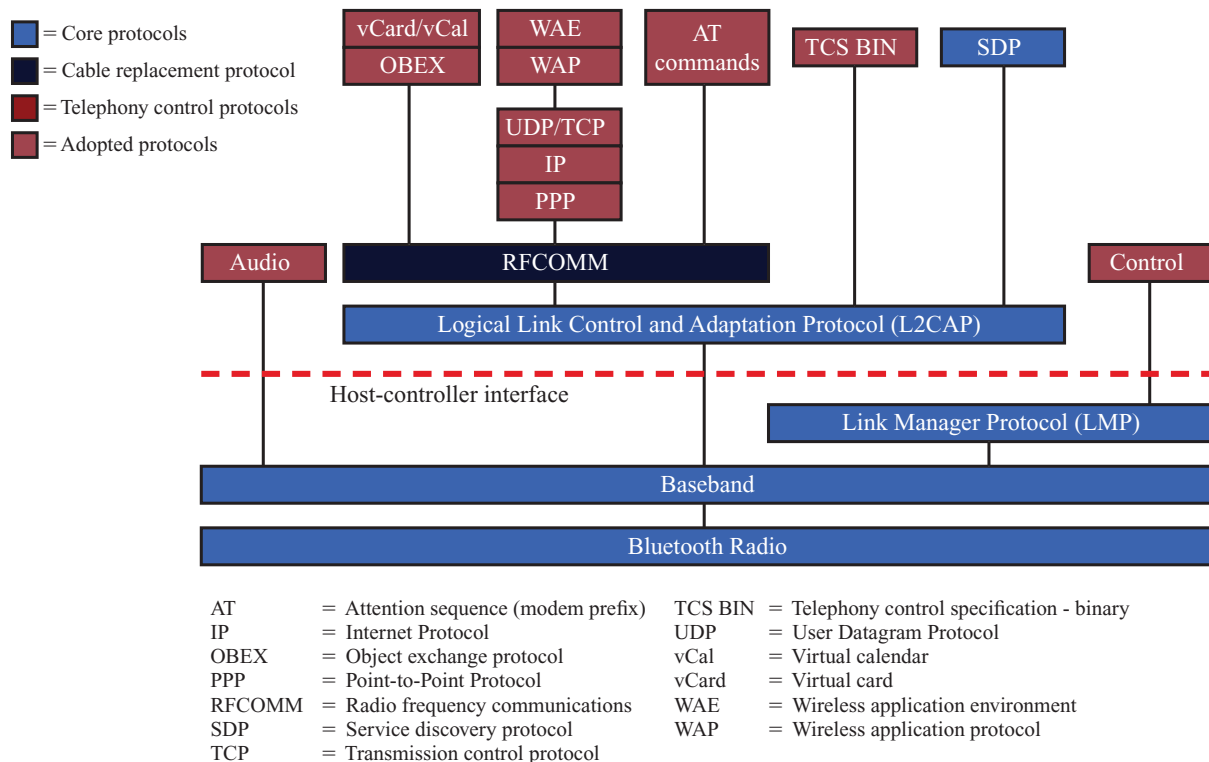 = Core protocols
= Cable replacement protocol
= Telephony control protocols
= Adopted protocols
vCard/vCal
OBEX
WAE
WAP
UDP/TCP
IP
PPP
AT
commands
TCS BIN
SDP
Audio
RFCOMM
Control
Logical Link Control and Adaptation Protocol (L2CAP)
Host-controller interface
Link Manager Protocol (LMP)
Baseband
Bluetooth Radio
AT = Attention sequence (modem prefix)
IP = Internet Protocol
OBEX = Object exchange protocol
PPP = Point-to-Point Protocol
RFCOMM = Radio frequency communications
SDP = Service discovery protocol
TCP = Transmission control protocol
TCS BIN = Telephony control specification - binary
UDP = User Datagram Protocol
vCal = Virtual calendar
vCard = Virtual card
WAE = Wireless application environment
WAP = Wireless application protocol